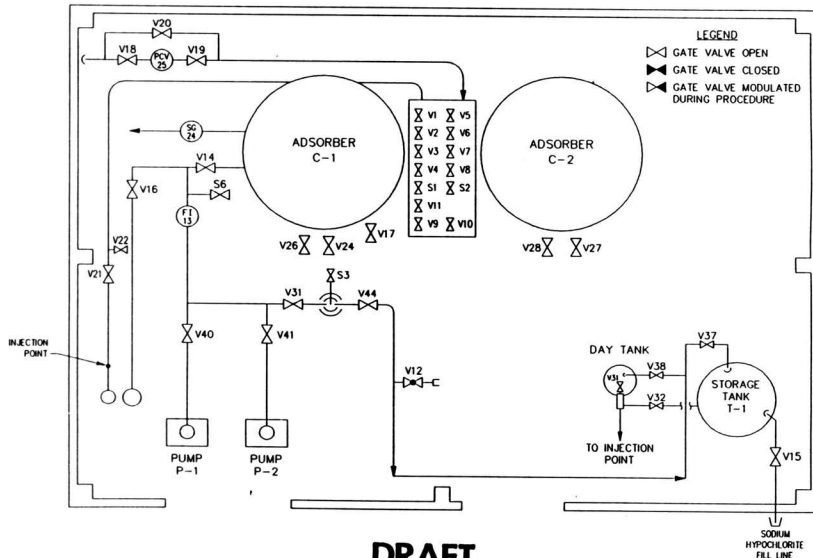 V20
V18
PCV
25
V19
LEGEND
GATE VALVE OPEN
GATE VALVE CLOSED
GATE VALVE MODULATED
DURING PROCEDURE
SG
24
ADSORBER
C-1
V1 V5
V2 V6
V3 V7
V4 V8
S1 S2
V11
V9 V10
ADSORBER
C-2
V14
V16
S6
FI
13
V17
V26 V24
V28 V27
V22
V21
S3
V31 V44
INJECTION
POINT
V40
V41
V12
V37
DAY TANK
V38
V31
V32
STORAGE
TANK
T-1
TO INJECTION
POINT
V15
PUMP
P-1
PUMP
P-2
SODIUM
HYPOCHLORITE
FILL LINE
DRAFT